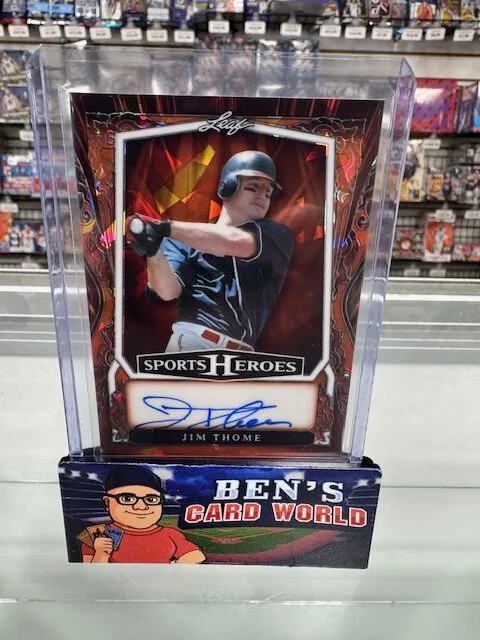 Leaf
SPORTS HEROES
JIM THOME
BEN'S
CARD WORLD